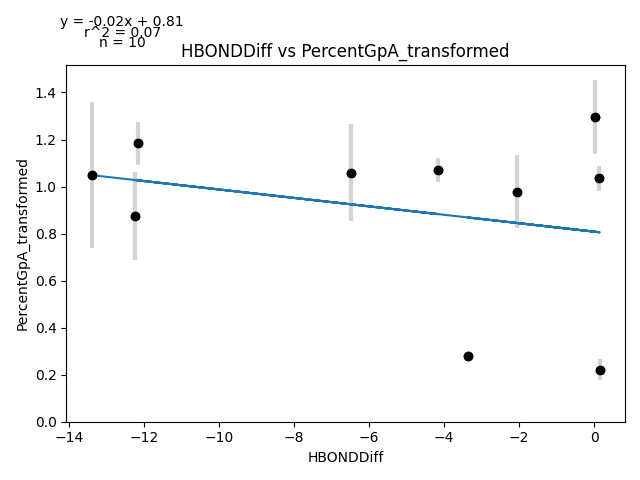 y = -0.02x + 0.81
r^2 = 0.07
n = 10
HBONDDiff vs PercentGpA_transformed
PercentGpA_transformed
1.4
1.2
1.0
0.8
0.6
0.4
0.2
0.0
−14
−12
−10
−8
−6
−4
−2
0
HBONDDiff